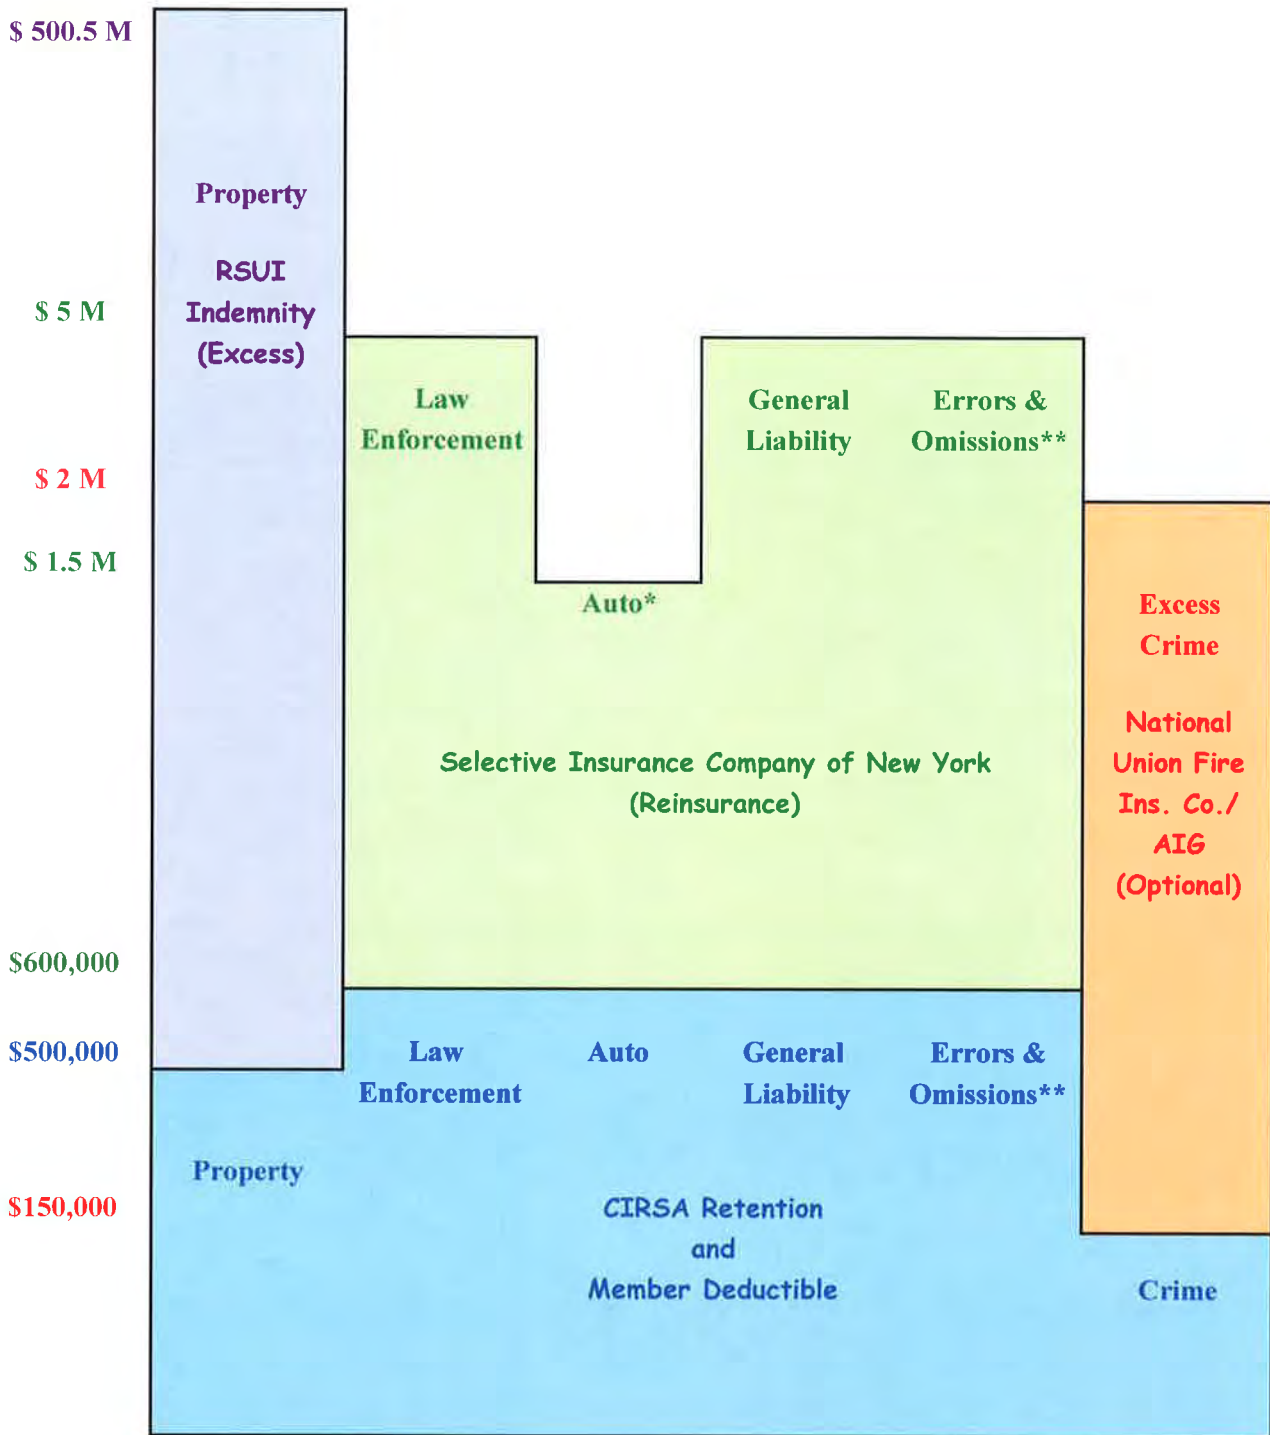 $ 500.5 M
Property
RSUI
Indemnity
(Excess)
$ 5 M
Law
Enforcement
General
Liability
Errors &
Omissions**
$ 2 M
$ 1.5 M
Auto*
Excess
Crime
National
Union Fire
Ins. Co./
AIG
(Optional)
Selective Insurance Company of New York
(Reinsurance)
$600,000
$500,000
Law
Enforcement
Auto
General
Liability
Errors &
Omissions**
Property
$150,000
CIRSA Retention
and
Member Deductible
Crime